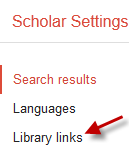 Scholar Settings
Search results
Languages
Library links